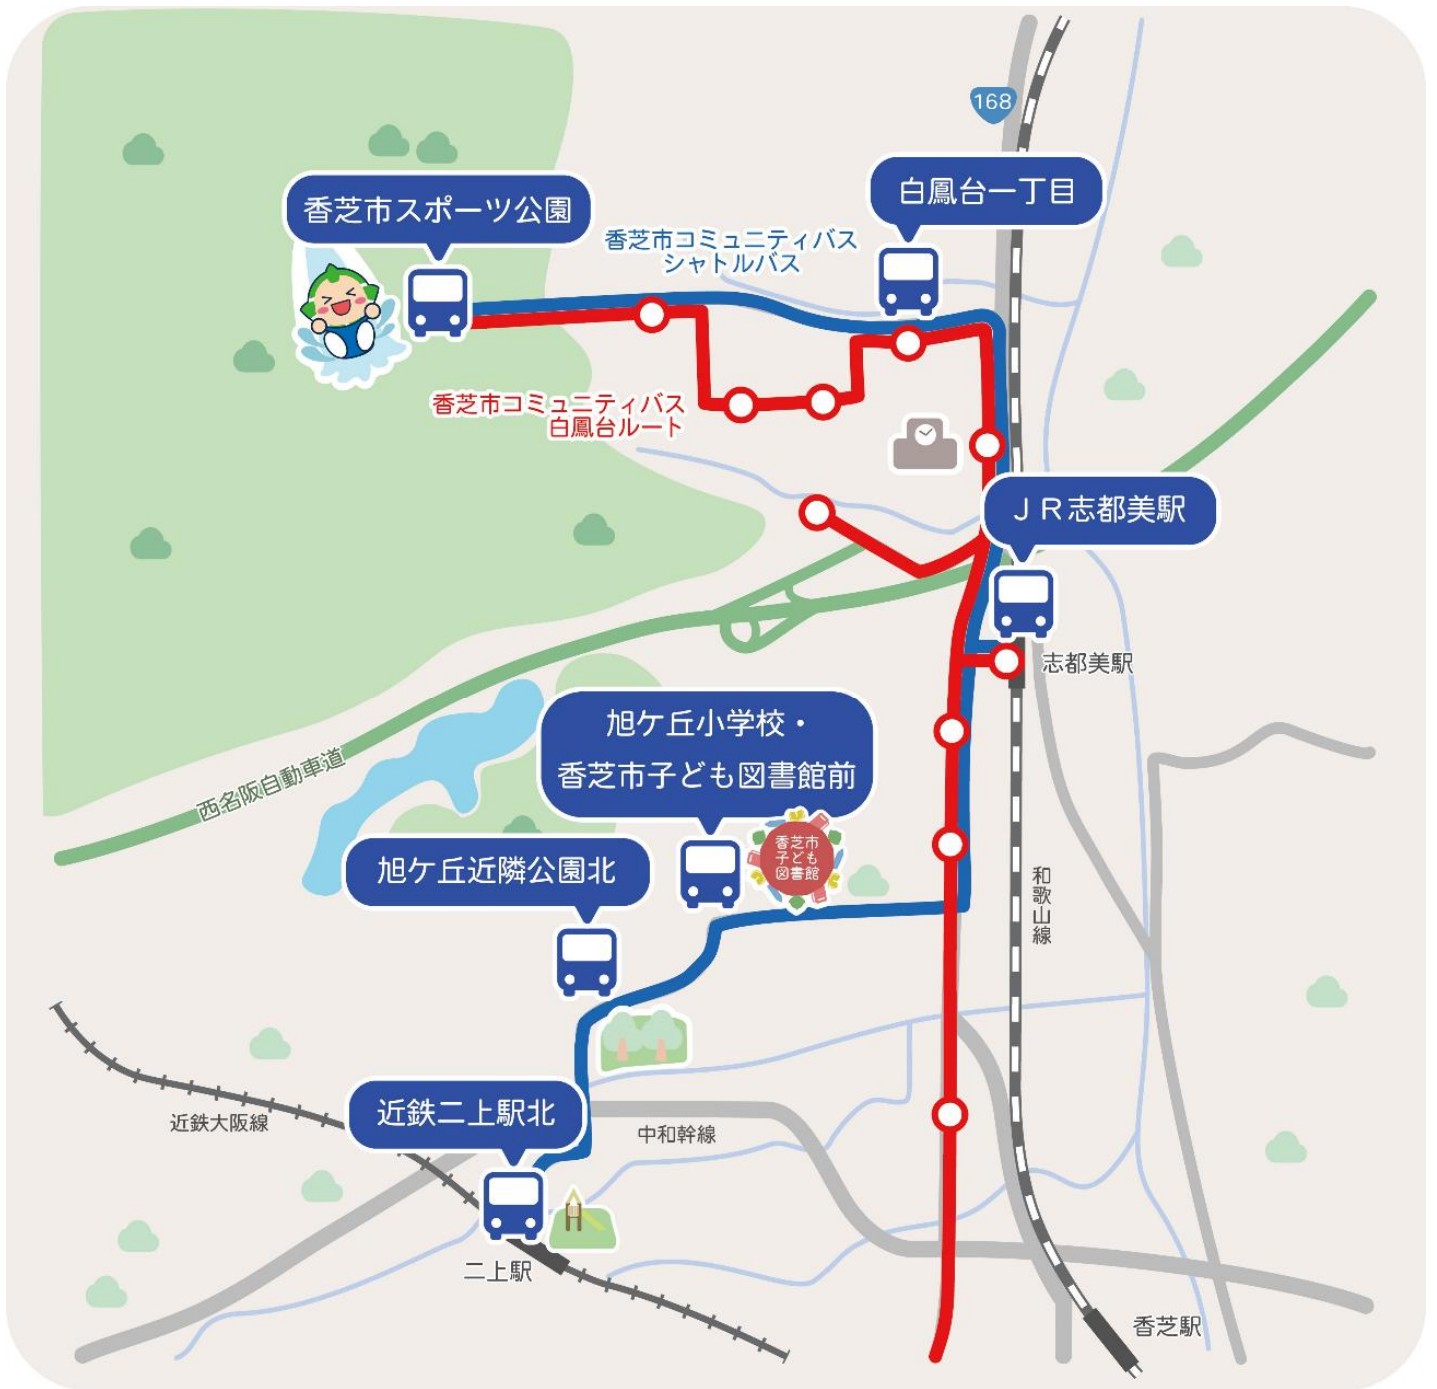 168
白鳳台一丁目
香芝市スポーツ公園
香芝市コミュニティバス
シャトルバス
香芝市コミュニティバス
白鳳台ルート
JR志都美駅
志都美駅
旭ケ丘小学校・
香芝市子ども図書館前
西名阪自動車道
香芝市
子ども
図書館
旭ケ丘近隣公園北
和歌山線
近鉄二上駅北
近鉄大阪線
中和幹線
二上駅
香芝駅